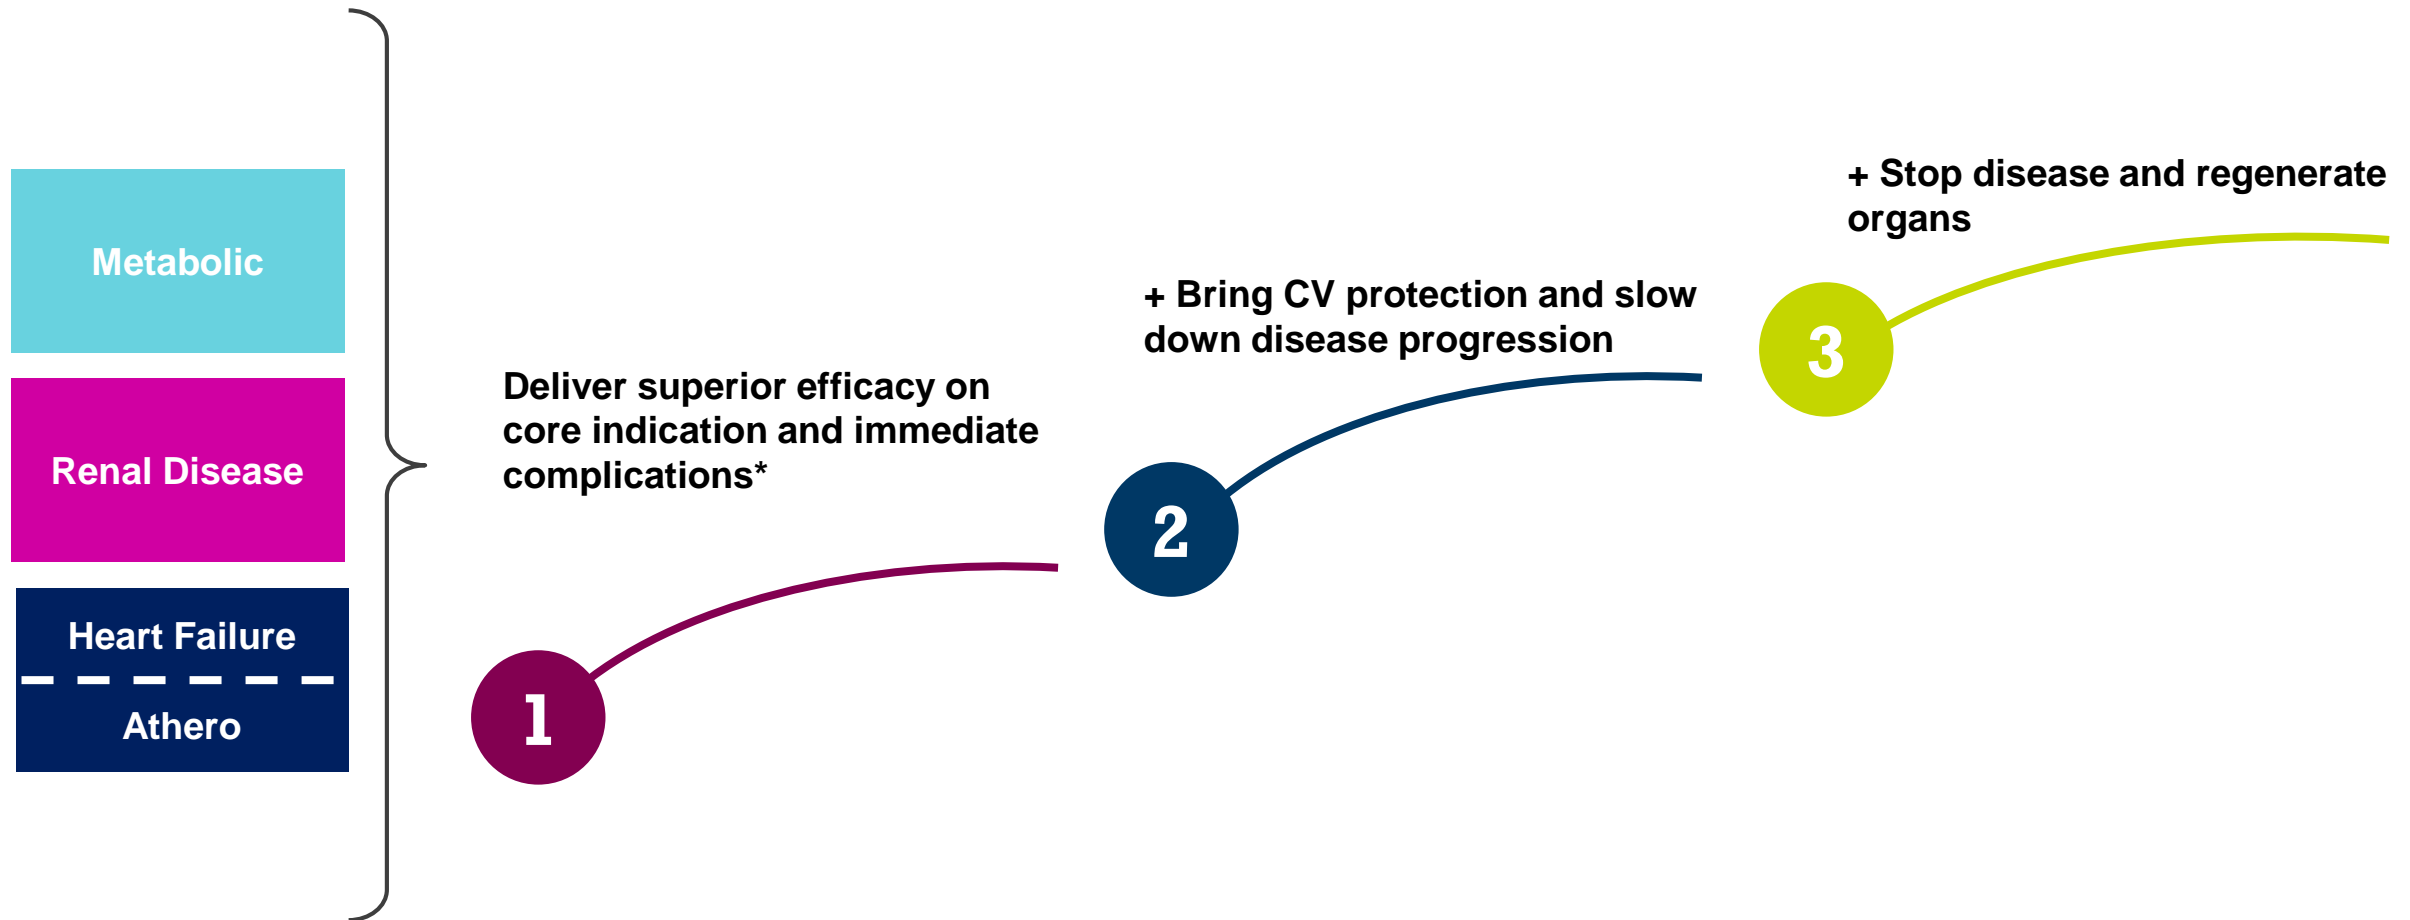 Metabolic
Renal Disease
Heart Failure
Athero
Deliver superior efficacy on
core indication and immediate
complications*
1
+ Bring CV protection and slow
down disease progression
2
+ Stop disease and regenerate
organs
3